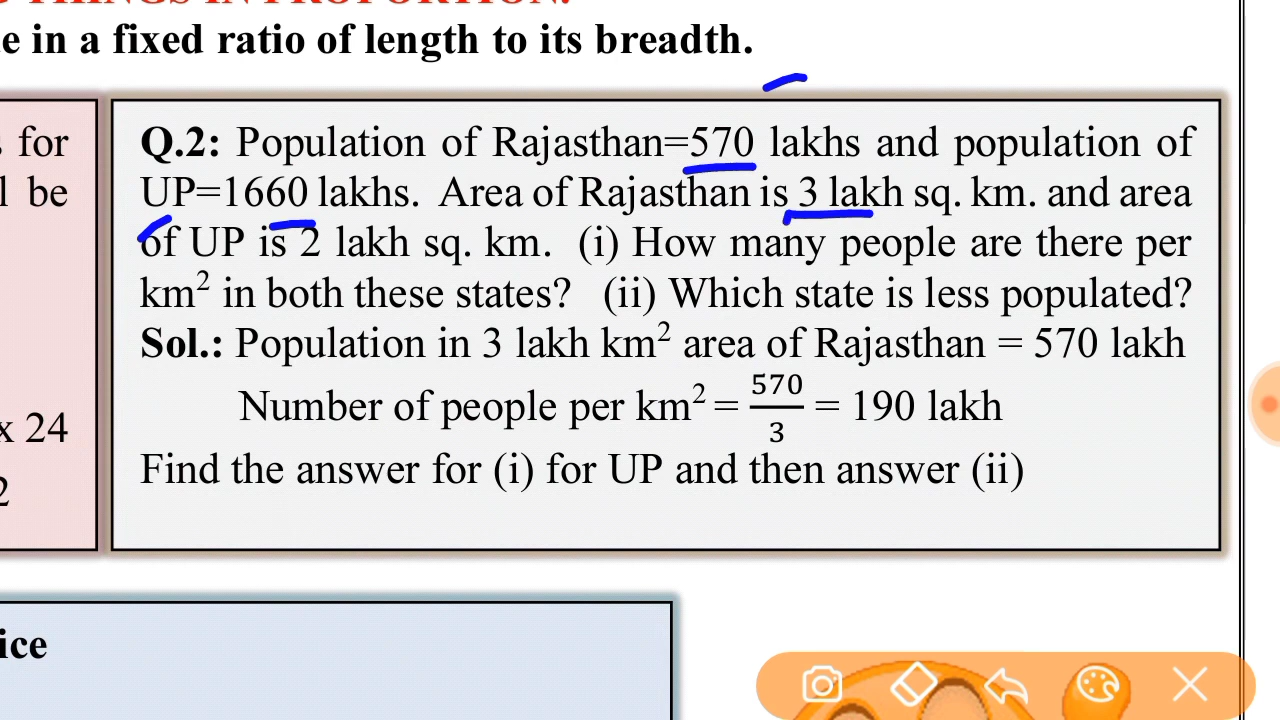 THINGS IN PROPORTION.
e in a fixed ratio of length to its breadth.
for
l be
x 24
2
Q.2: Population of Rajasthan=570 lakhs and population of
UP=1660 lakhs. Area of Rajasthan is 3 lakh sq. km. and area
of UP is 2 lakh sq. km. (i) How many people are there per
km² in both these states? (ii) Which state is less populated?
Sol.: Population in 3 lakh km² area of Rajasthan = 570 lakh
Number of people per km² = 570/3 = 190 lakh
Find the answer for (i) for UP and then answer (ii)
ice